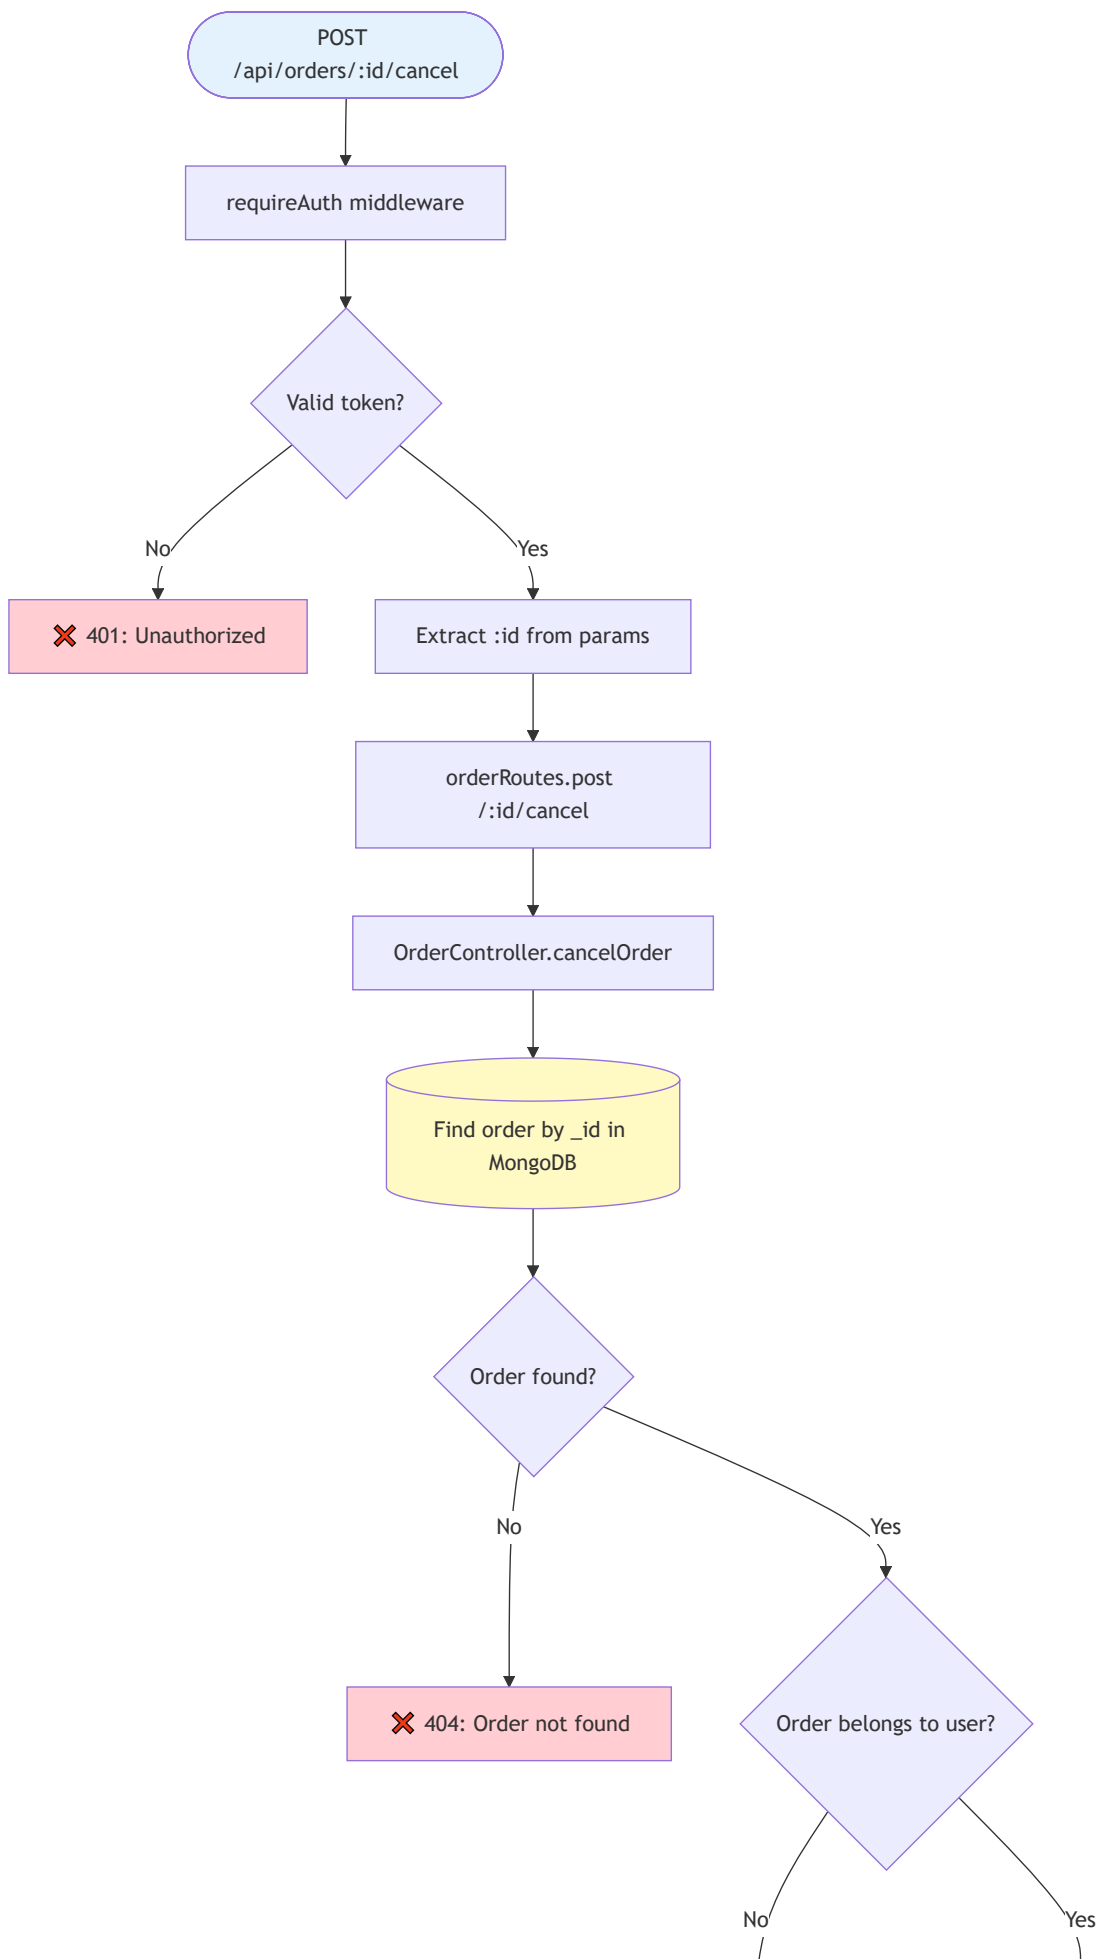 POST
/api/orders/:id/cancel
requireAuth middleware
Valid token?
No
Yes
❌ 401: Unauthorized
Extract :id from params
orderRoutes.post
/:id/cancel
OrderController.cancelOrder
Find order by _id in
MongoDB
Order found?
No
Yes
❌ 404: Order not found
Order belongs to user?
No
Yes